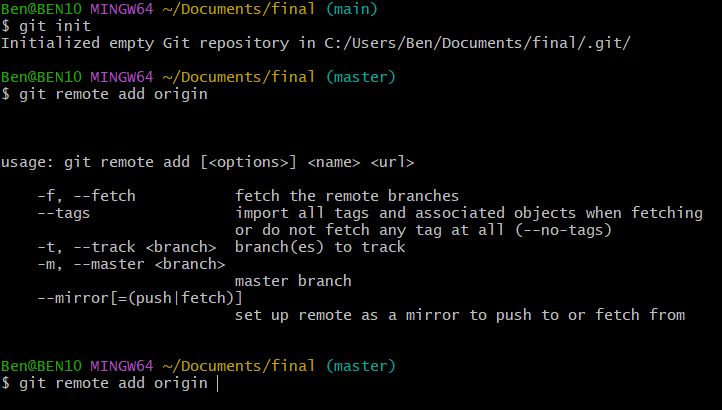 Ben@BEN10 MINGW64 ~/Documents/final (main)
$ git init
Initialized empty Git repository in C:/Users/Ben/Documents/final/.git/
Ben@BEN10 MINGW64 ~/Documents/final (master)
$ git remote add origin
usage: git remote add [<options>] <name> <url>
-f, --fetch fetch the remote branches
--tags import all tags and associated objects when fetching
or do not fetch any tag at all (--no-tags)
-t, --track <branch> branch(es) to track
-m, --master <branch>
master branch
--mirror[=(push|fetch)]
set up remote as a mirror to push to or fetch from
Ben@BEN10 MINGW64 ~/Documents/final (master)
$ git remote add origin